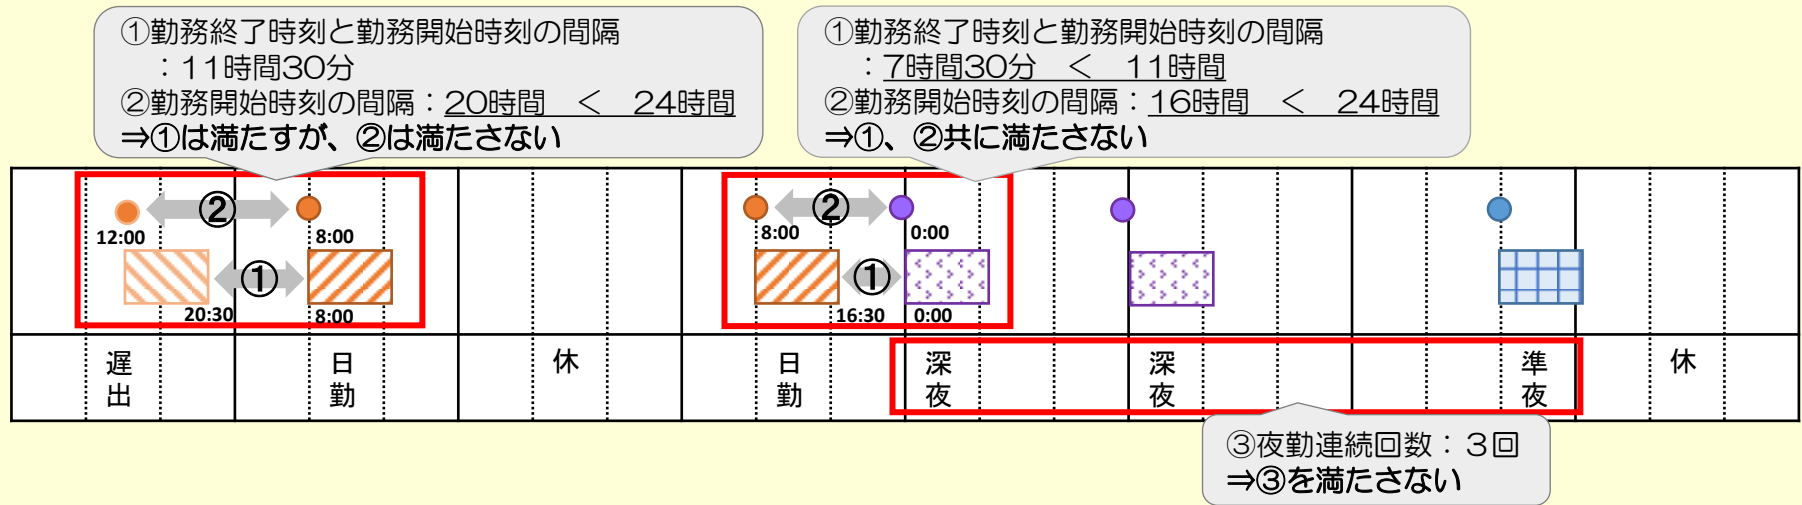 ①勤務終了時刻と勤務開始時刻の間隔
：11時間30分
②勤務開始時刻の間隔：20時間　＜　24時間
⇒①は満たすが、②は満たさない
①勤務終了時刻と勤務開始時刻の間隔
：7時間30分　＜　11時間
②勤務開始時刻の間隔：16時間　＜　24時間
⇒①、②共に満たさない
②
②
12:00
8:00
8:00
0:00
①
①
20:30
8:00
16:30
0:00
遅出
日勤
休
日勤
深夜
深夜
準夜
休
③夜勤連続回数：３回
⇒③を満たさない